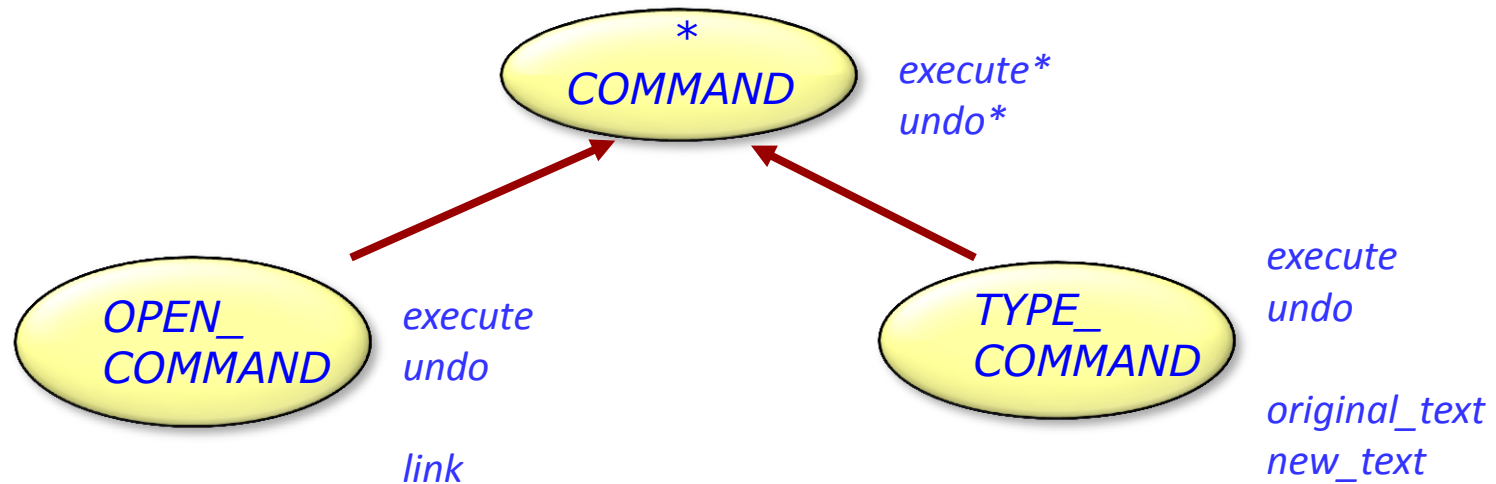 *
COMMAND
execute*
undo*
OPEN_
COMMAND
execute
undo
link
TYPE_
COMMAND
execute
undo
original_text
new_text